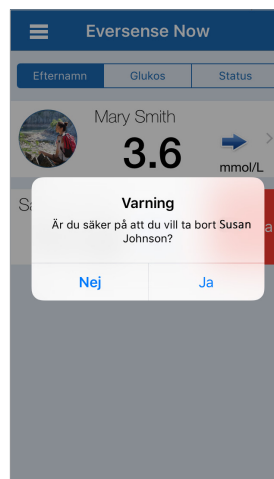 Eversense Now
Efternamn Glukos Status
Mary Smith
3.6
mmol/L
Varning
Är du säker på att du vill ta bort Susan
Johnson?
Nej Ja